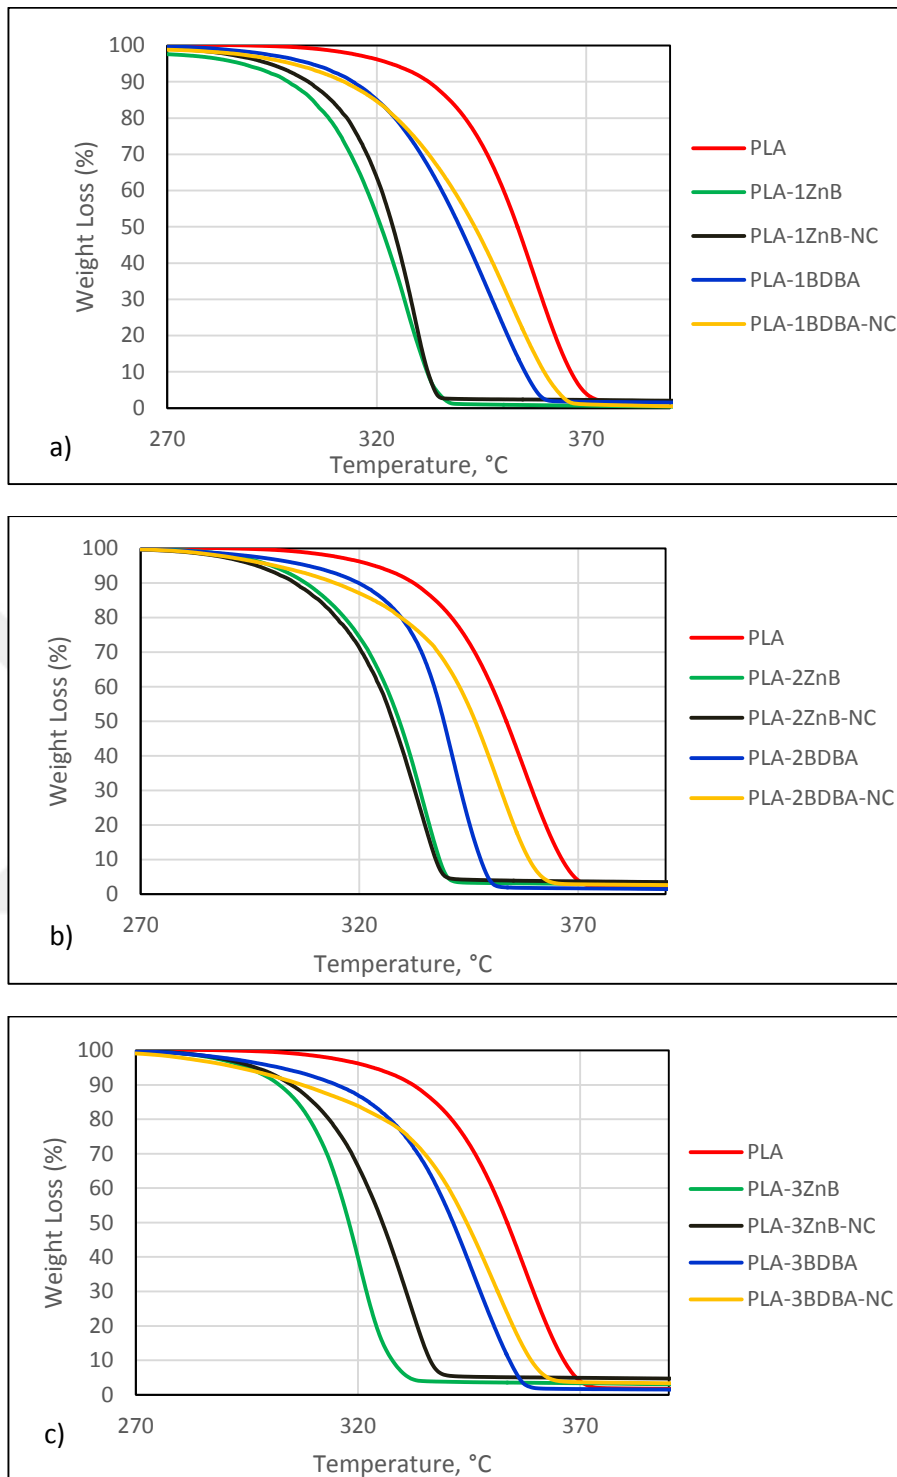 100
90
80
70
60
50
40
30
20
10
0
Weight Loss (%)
270
320
370
Temperature, °C
a)
PLA
PLA-1ZnB
PLA-1ZnB-NC
PLA-1BDBA
PLA-1BDBA-NC
100
90
80
70
60
50
40
30
20
10
0
Weight Loss (%)
270
320
370
Temperature, °C
b)
PLA
PLA-2ZnB
PLA-2ZnB-NC
PLA-2BDBA
PLA-2BDBA-NC
100
90
80
70
60
50
40
30
20
10
0
Weight Loss (%)
270
320
370
Temperature, °C
c)
PLA
PLA-3ZnB
PLA-3ZnB-NC
PLA-3BDBA
PLA-3BDBA-NC